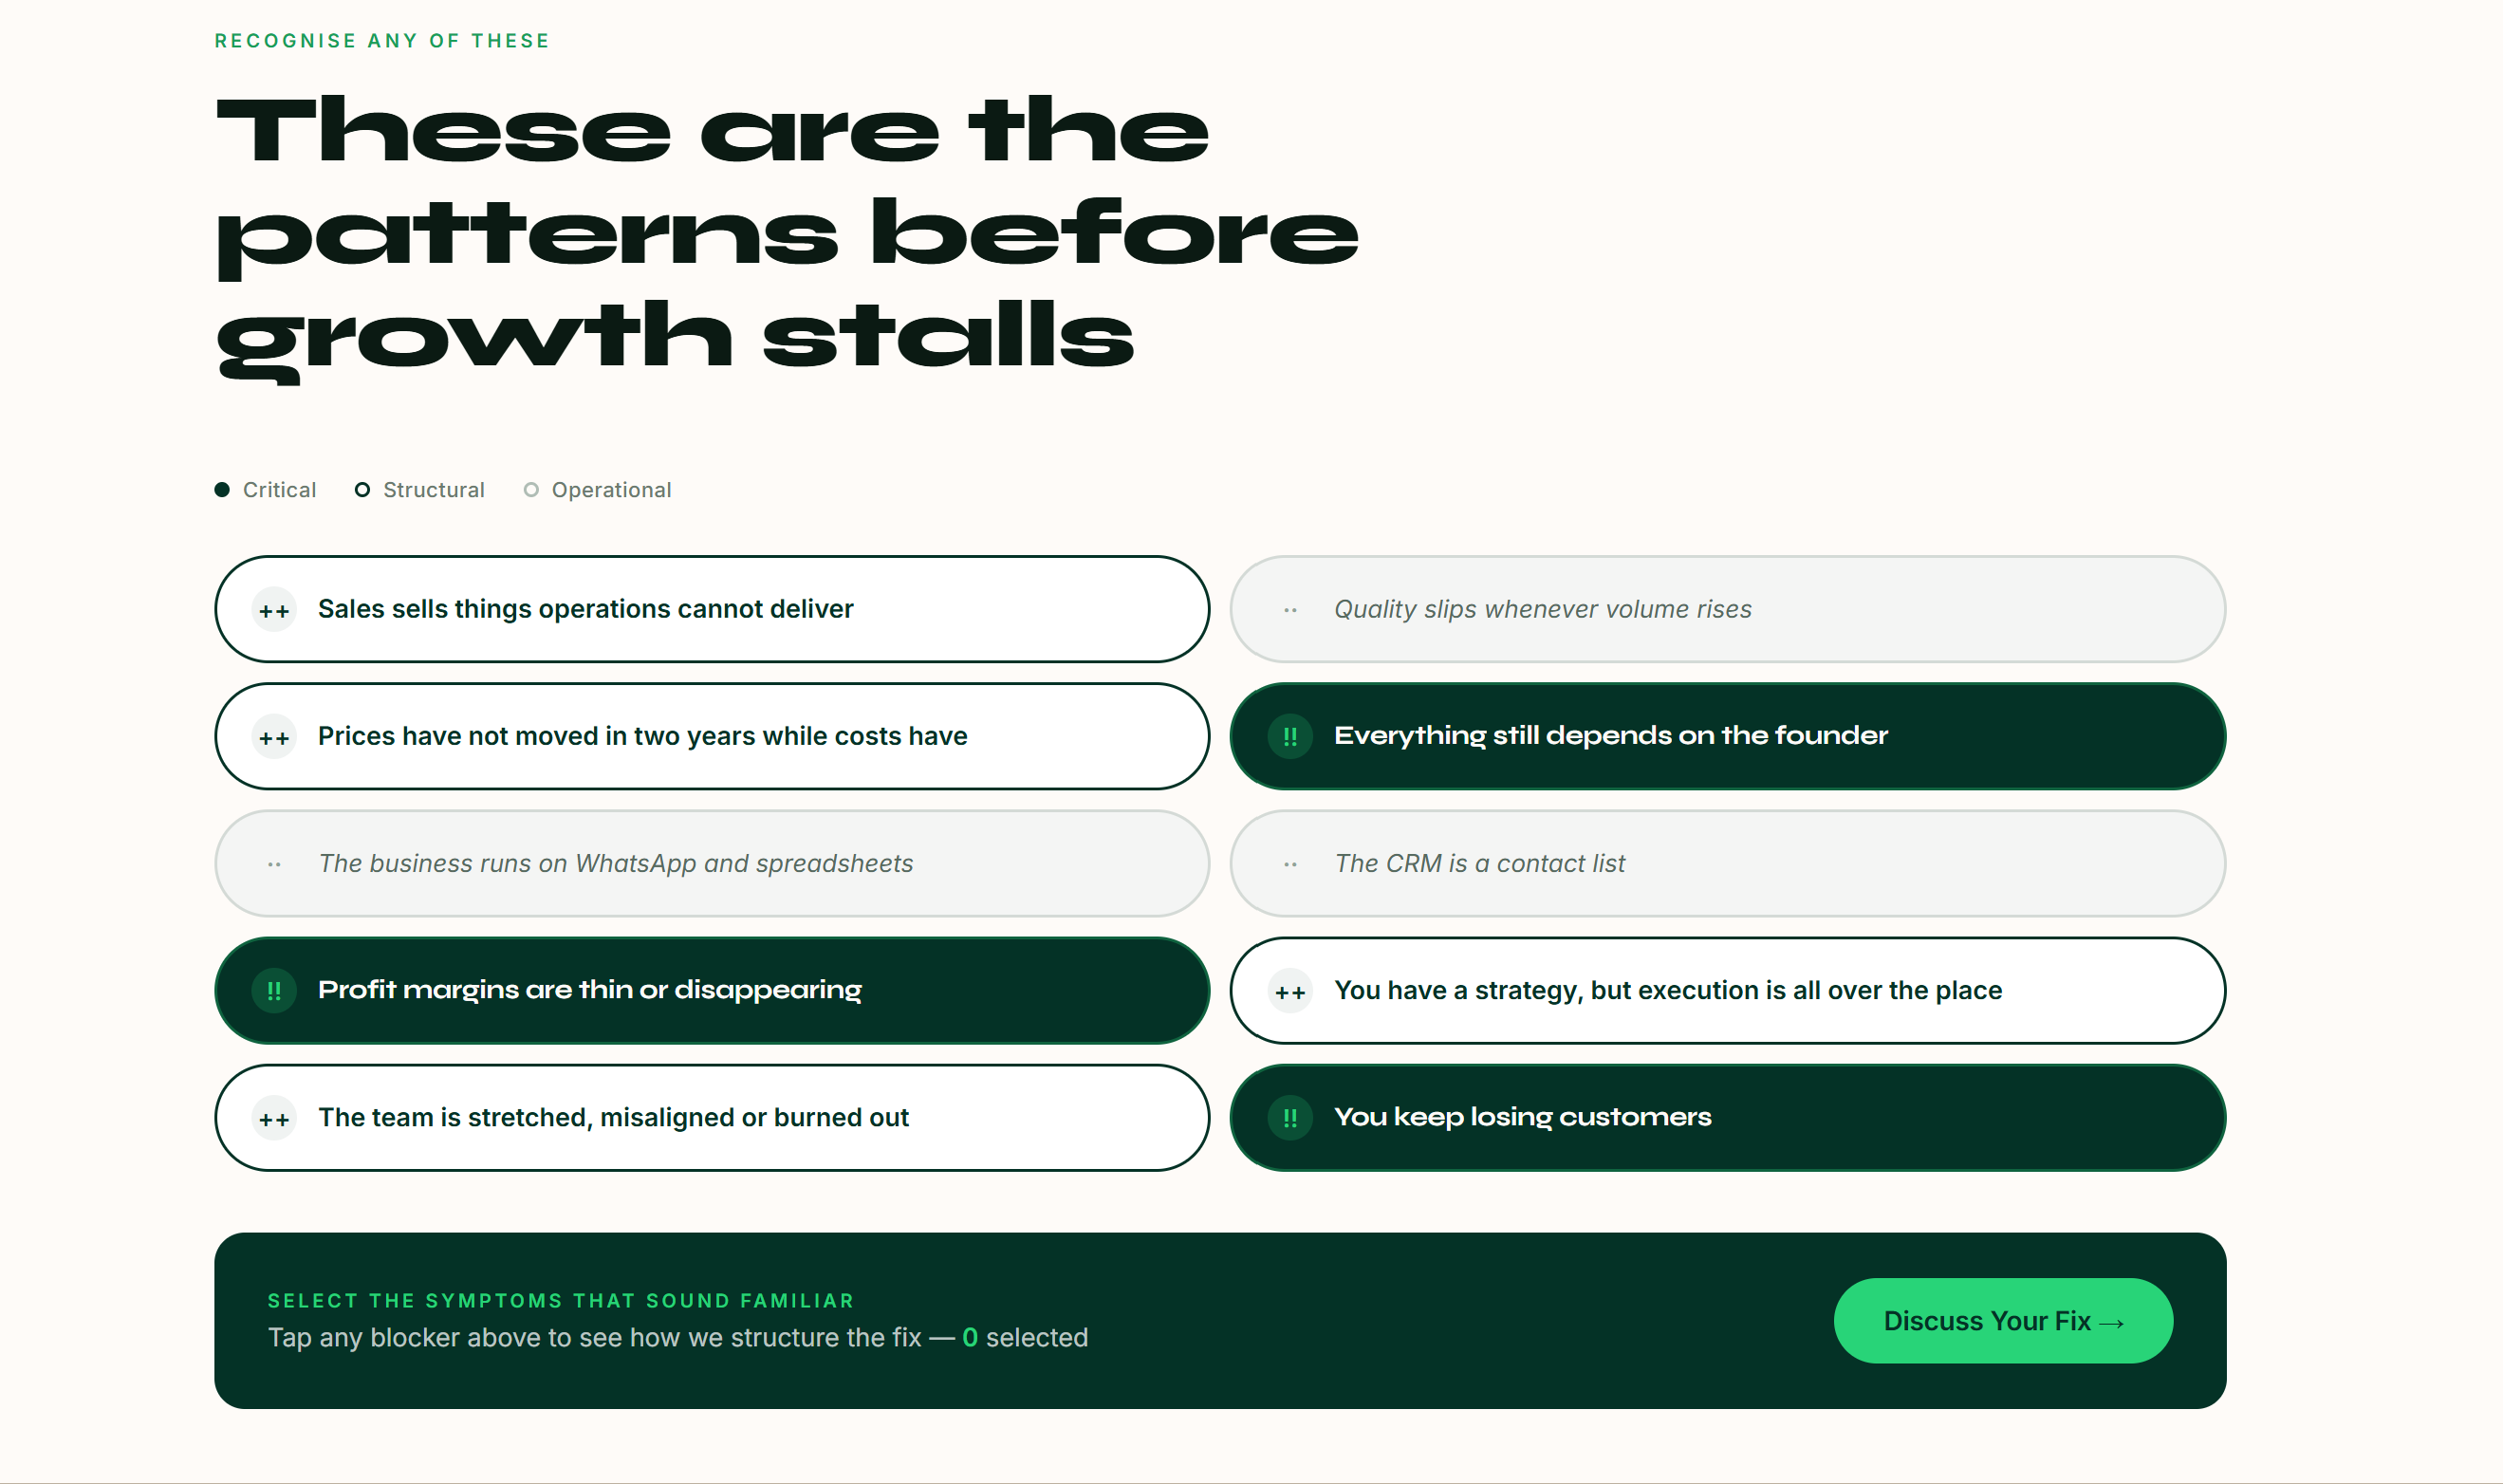 RECOGNISE ANY OF THESE
These are the
patterns before
growth stalls
Critical
Structural
Operational
++ Sales sells things operations cannot deliver
·· Quality slips whenever volume rises
++ Prices have not moved in two years while costs have
!! Everything still depends on the founder
·· The business runs on WhatsApp and spreadsheets
·· The CRM is a contact list
!! Profit margins are thin or disappearing
++ You have a strategy, but execution is all over the place
++ The team is stretched, misaligned or burned out
!! You keep losing customers
SELECT THE SYMPTOMS THAT SOUND FAMILIAR
Tap any blocker above to see how we structure the fix — 0 selected
Discuss Your Fix →